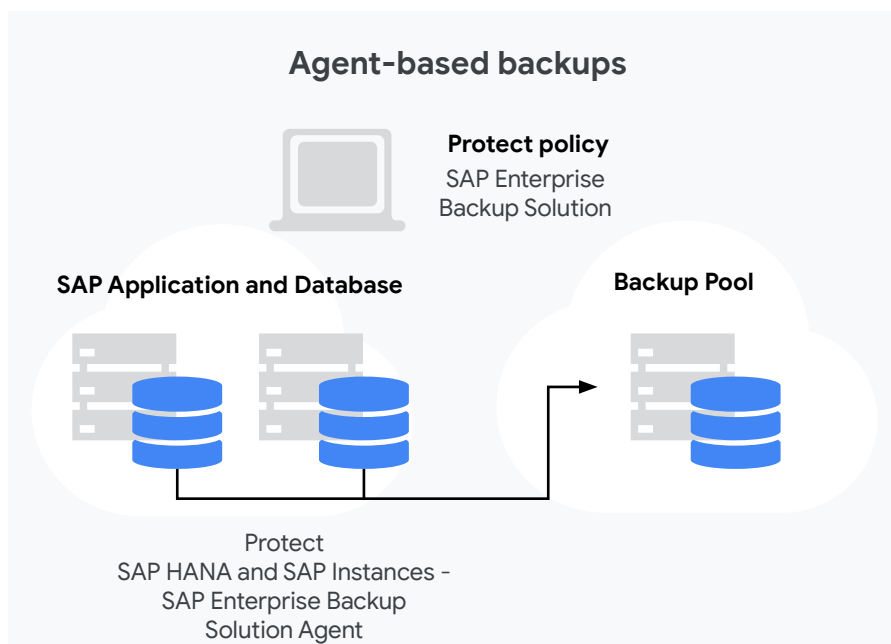 Agent-based backups
Protect policy
SAP Enterprise
Backup Solution
SAP Application and Database
Backup Pool
Protect
SAP HANA and SAP Instances -
SAP Enterprise Backup
Solution Agent